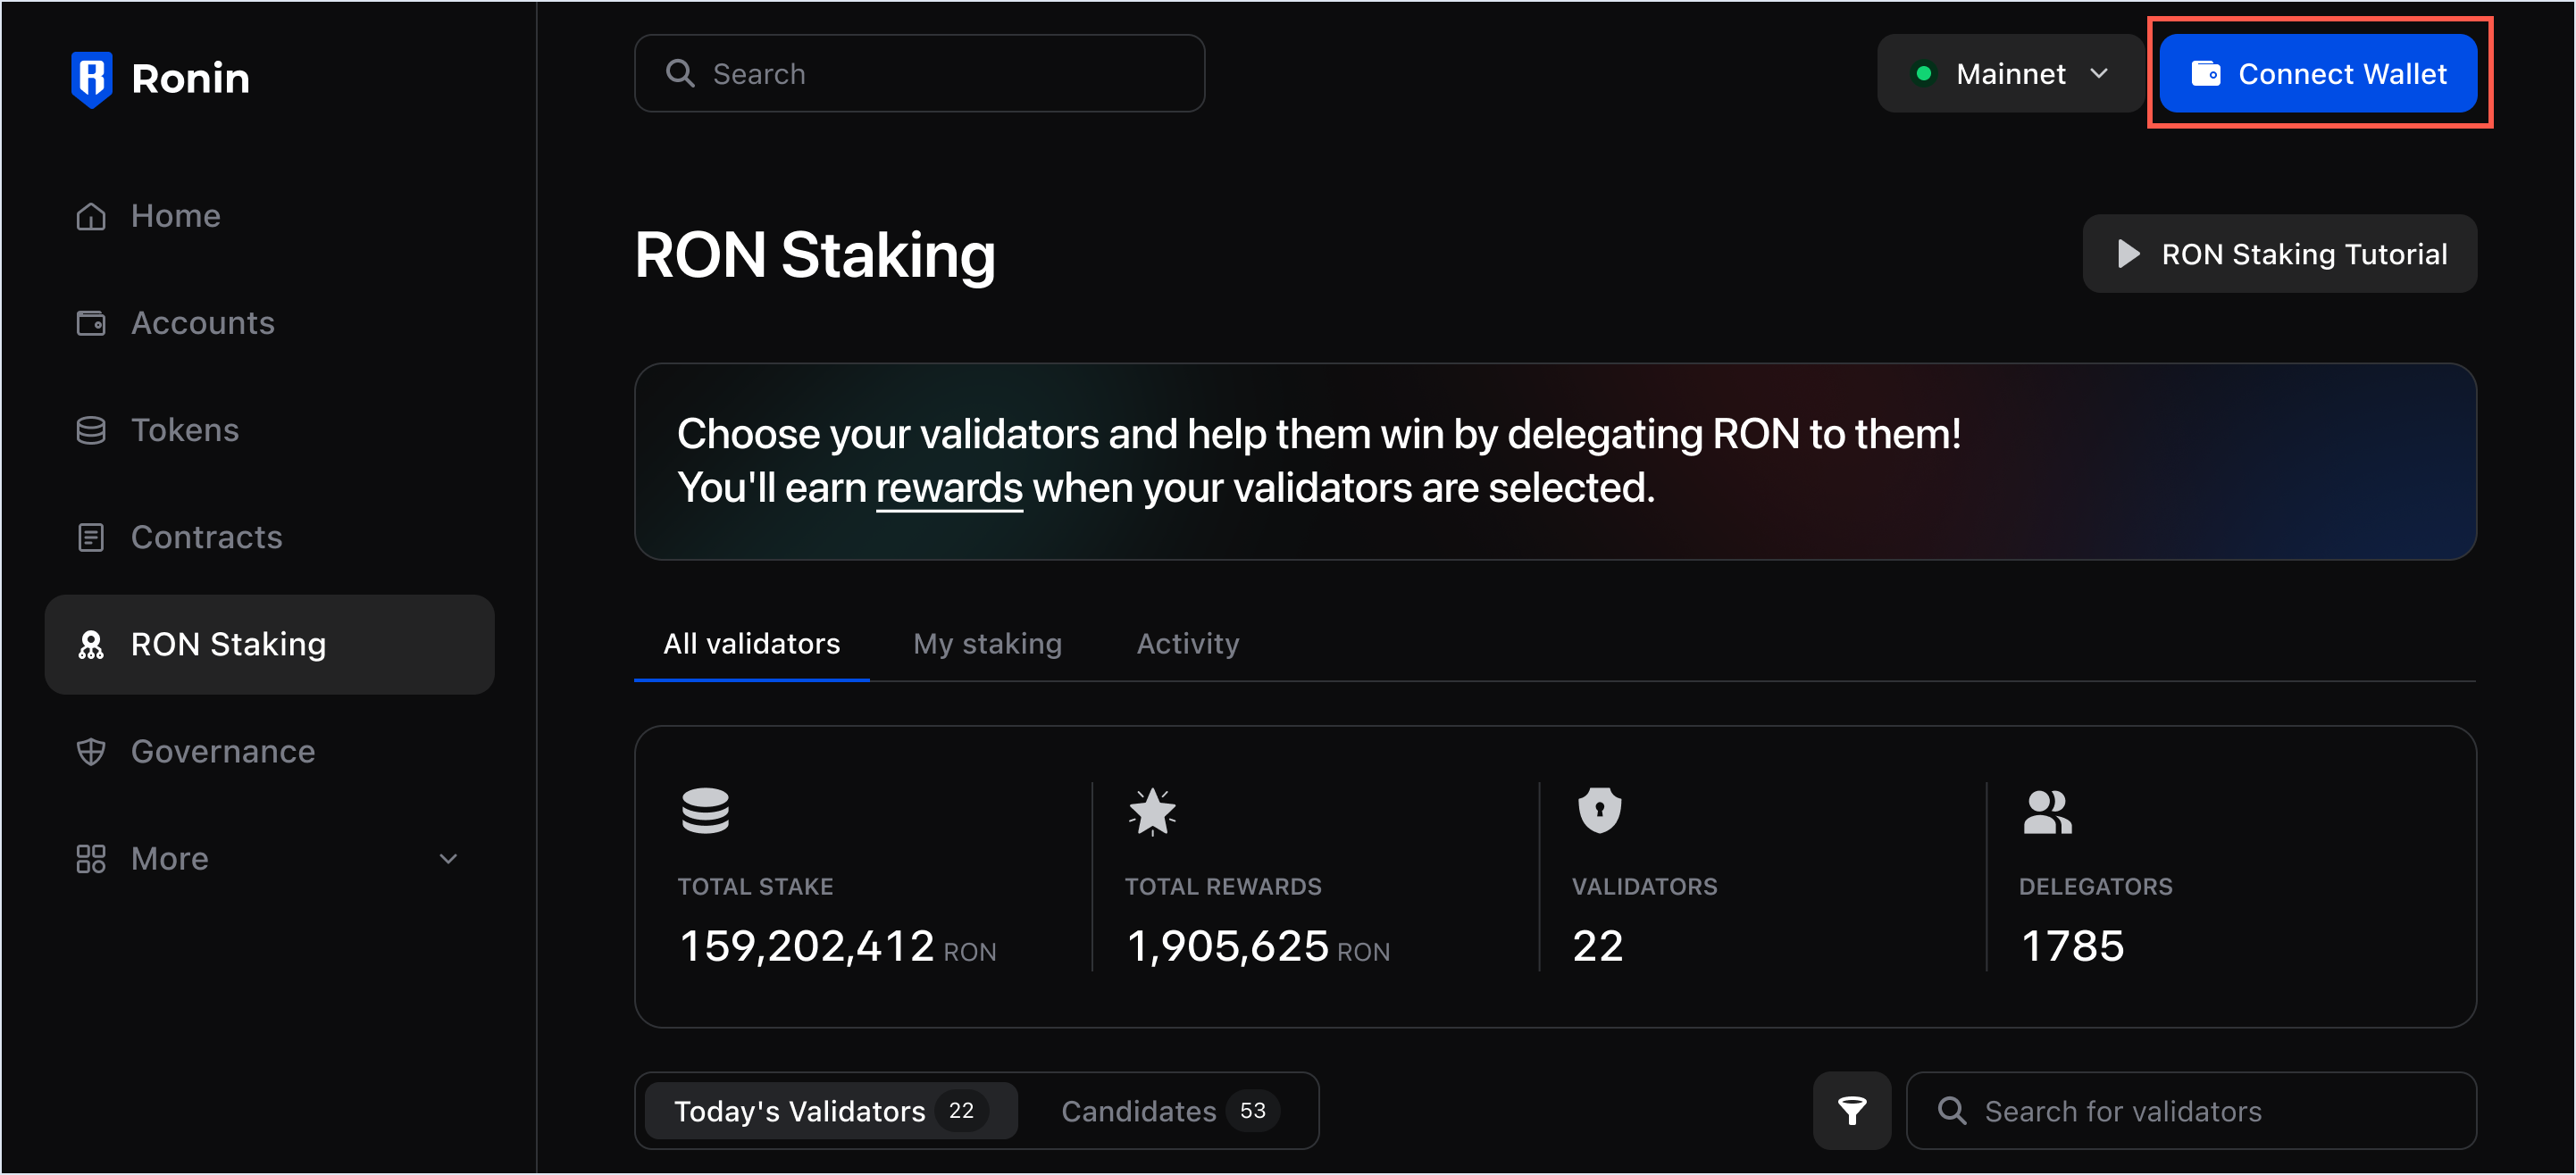 Ronin
Search
Mainnet
Connect Wallet
Home
Accounts
Tokens
Contracts
RON Staking
Governance
More
RON Staking
RON Staking Tutorial
Choose your validators and help them win by delegating RON to them!
You'll earn rewards when your validators are selected.
All validators
My staking
Activity
TOTAL STAKE
159,202,412 RON
TOTAL REWARDS
1,905,625 RON
VALIDATORS
22
DELEGATORS
1785
Today's Validators 22
Candidates 53
Search for validators